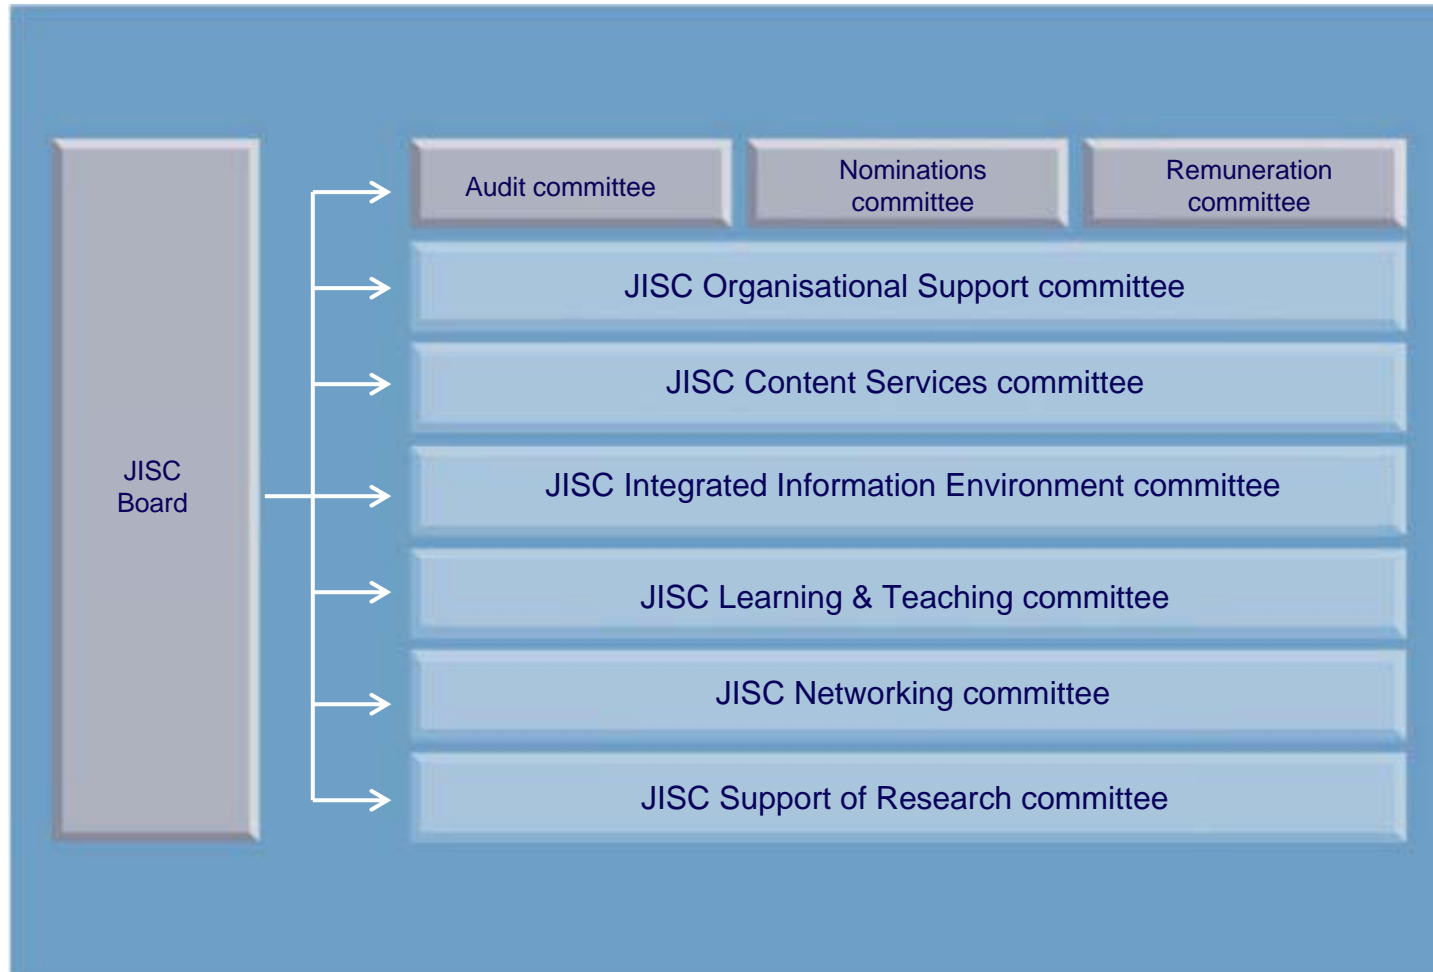 JISC
Board
Audit committee
Nominations
committee
Remuneration
committee
JISC Organisational Support committee
JISC Content Services committee
JISC Integrated Information Environment committee
JISC Learning & Teaching committee
JISC Networking committee
JISC Support of Research committee